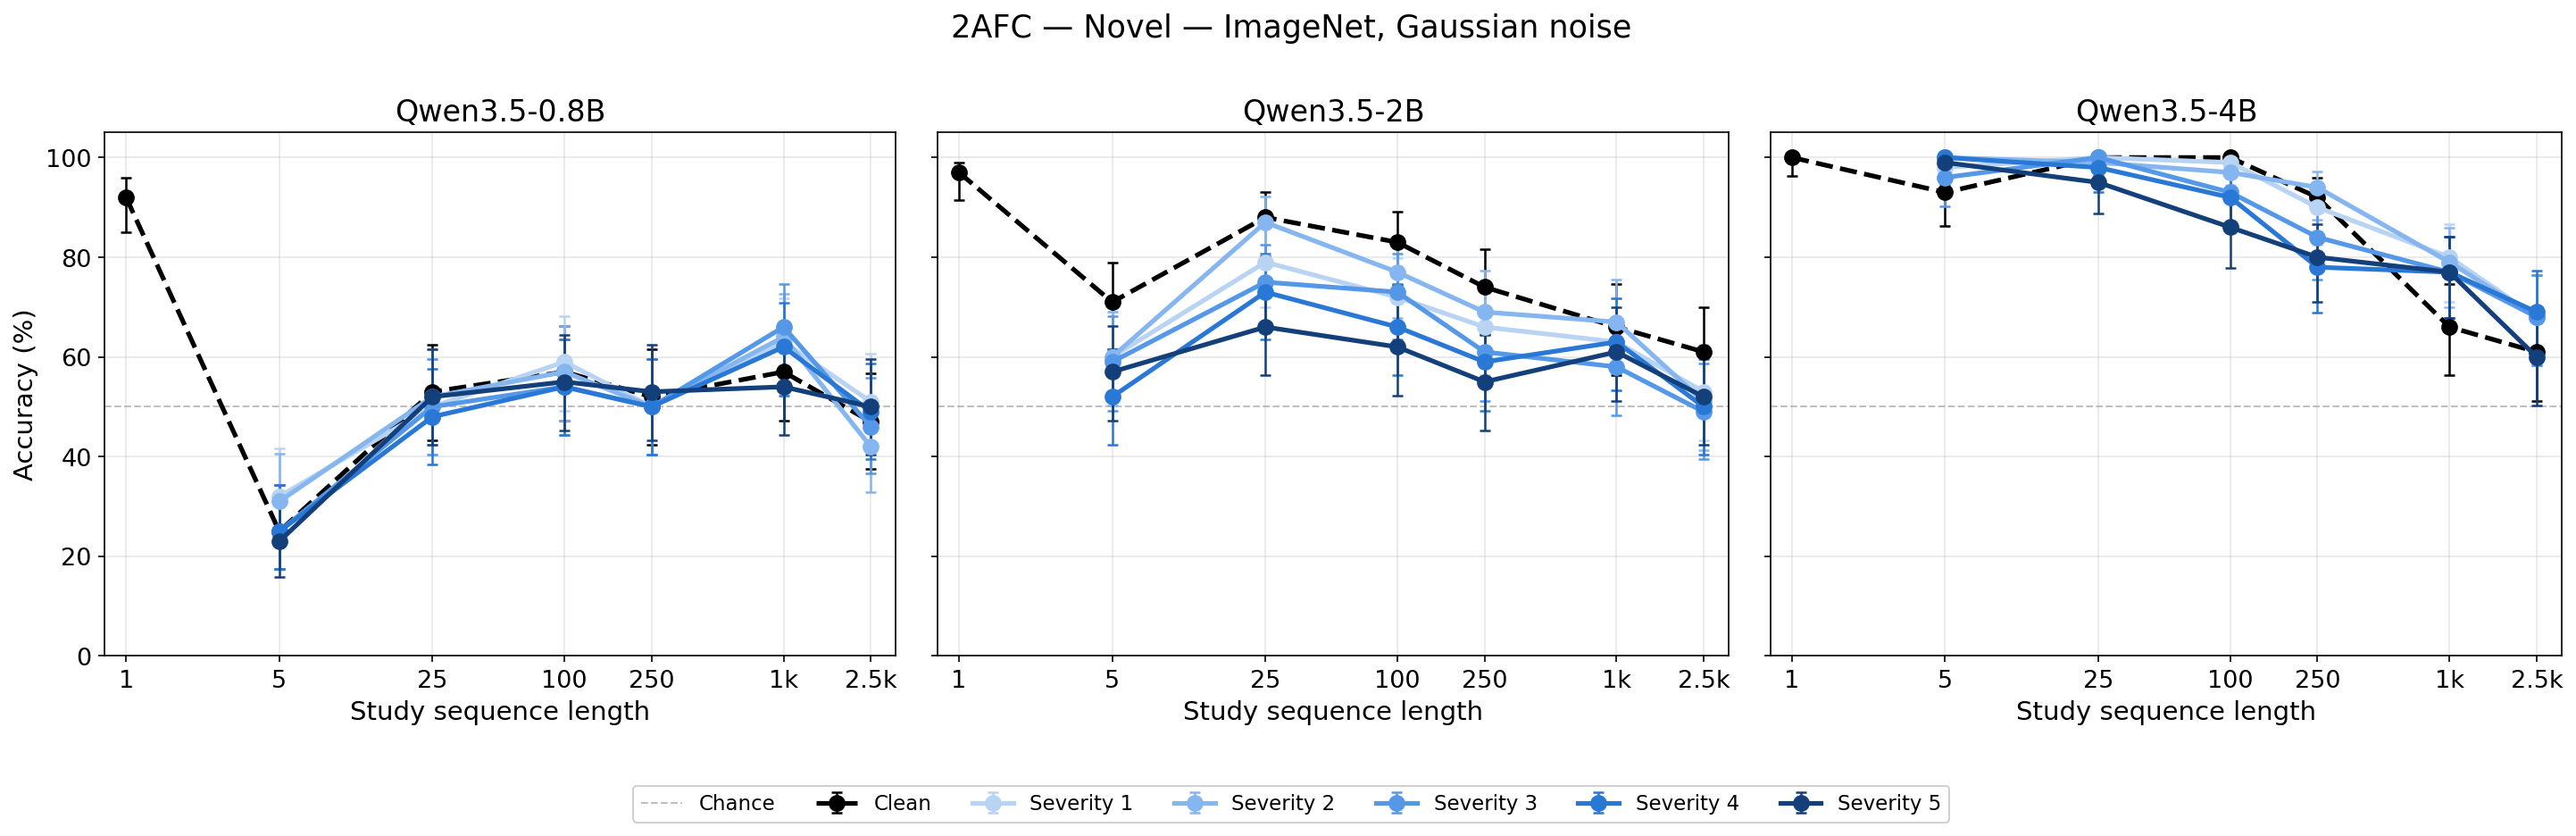 2AFC — Novel — ImageNet, Gaussian noise
Qwen3.5-0.8B
Qwen3.5-2B
Qwen3.5-4B
Accuracy (%)
100
80
60
40
20
0
1 5 25 100 250 1k 2.5k
1 5 25 100 250 1k 2.5k
1 5 25 100 250 1k 2.5k
Study sequence length
Study sequence length
Study sequence length
Chance Clean Severity 1 Severity 2 Severity 3 Severity 4 Severity 5